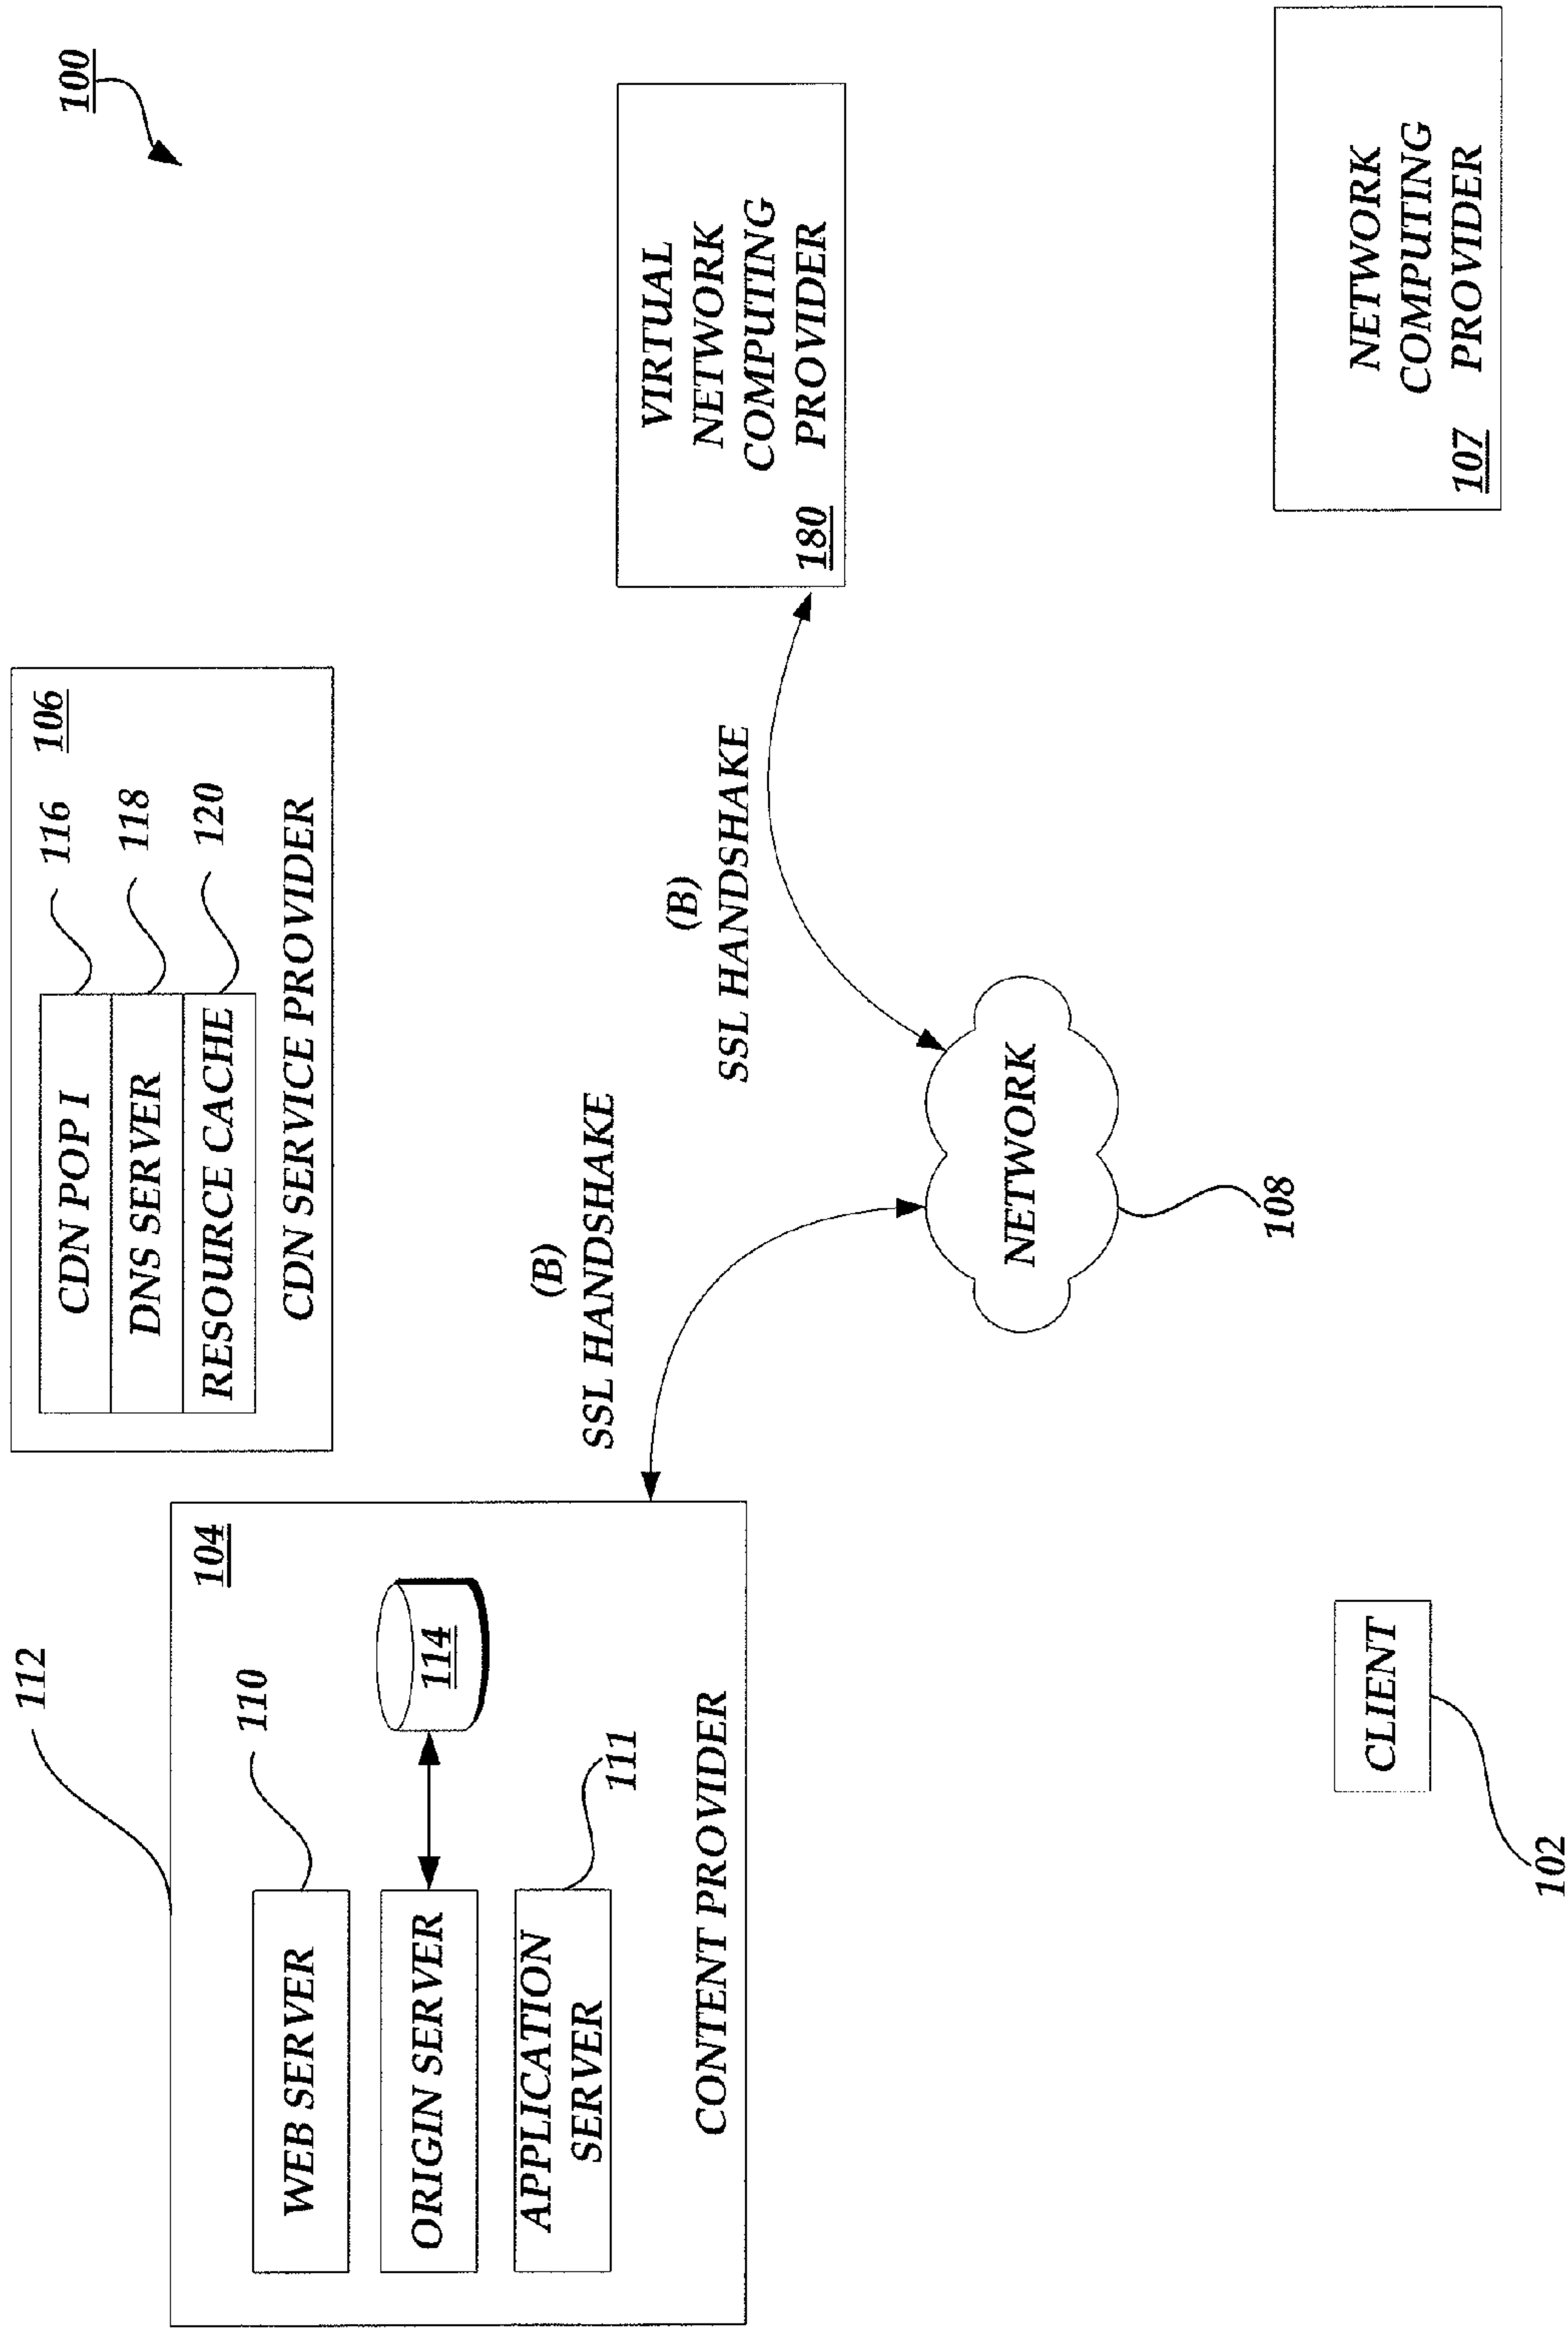 100
112
104
110
WEB SERVER
ORIGIN SERVER
114
APPLICATION
SERVER
111
CONTENT PROVIDER
106
CDN POP I
116
DNS SERVER
118
RESOURCE CACHE
120
CDN SERVICE PROVIDER
(B)
SSL HANDSHAKE
(B)
SSL HANDSHAKE
VIRTUAL
NETWORK
COMPUTING
PROVIDER
180
NETWORK
108
CLIENT
102
NETWORK
COMPUTING
PROVIDER
107